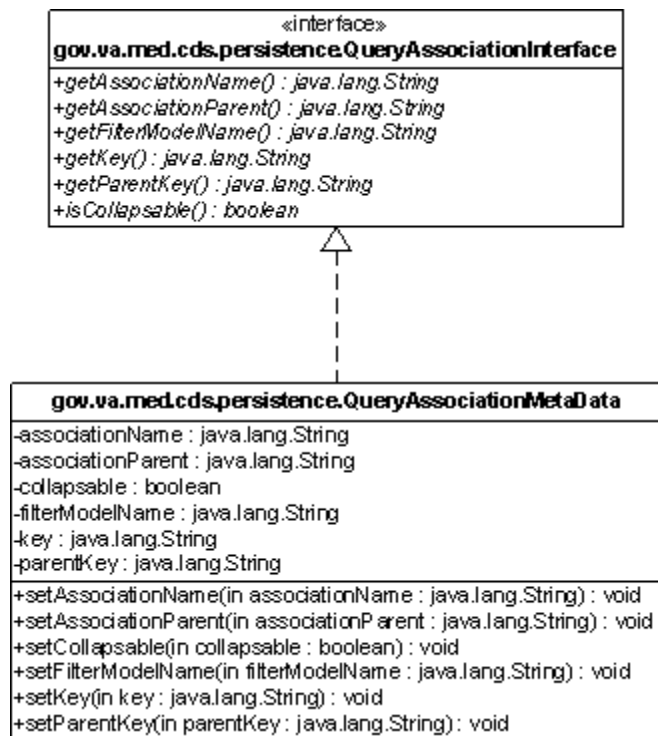 «interface»
gov.va.med.cds.persistence.QueryAssociationInterface
+getAssociationName() : java.lang.String
+getAssociationParent() : java.lang.String
+getFilterModelName() : java.lang.String
+getKey() : java.lang.String
+getParentKey() : java.lang.String
+isCollapsable() : boolean
gov.va.med.cds.persistence.QueryAssociationMetaData
-associationName : java.lang.String
-associationParent : java.lang.String
-collapsable : boolean
-filterModelName : java.lang.String
-key : java.lang.String
-parentKey : java.lang.String
+setAssociationName(in associationName : java.lang.String) : void
+setAssociationParent(in associationParent : java.lang.String) : void
+setCollapsable(in collapsable : boolean) : void
+setFilterModelName(in filterModelName : java.lang.String) : void
+setKey(in key : java.lang.String) : void
+setParentKey(in parentKey : java.lang.String) : void